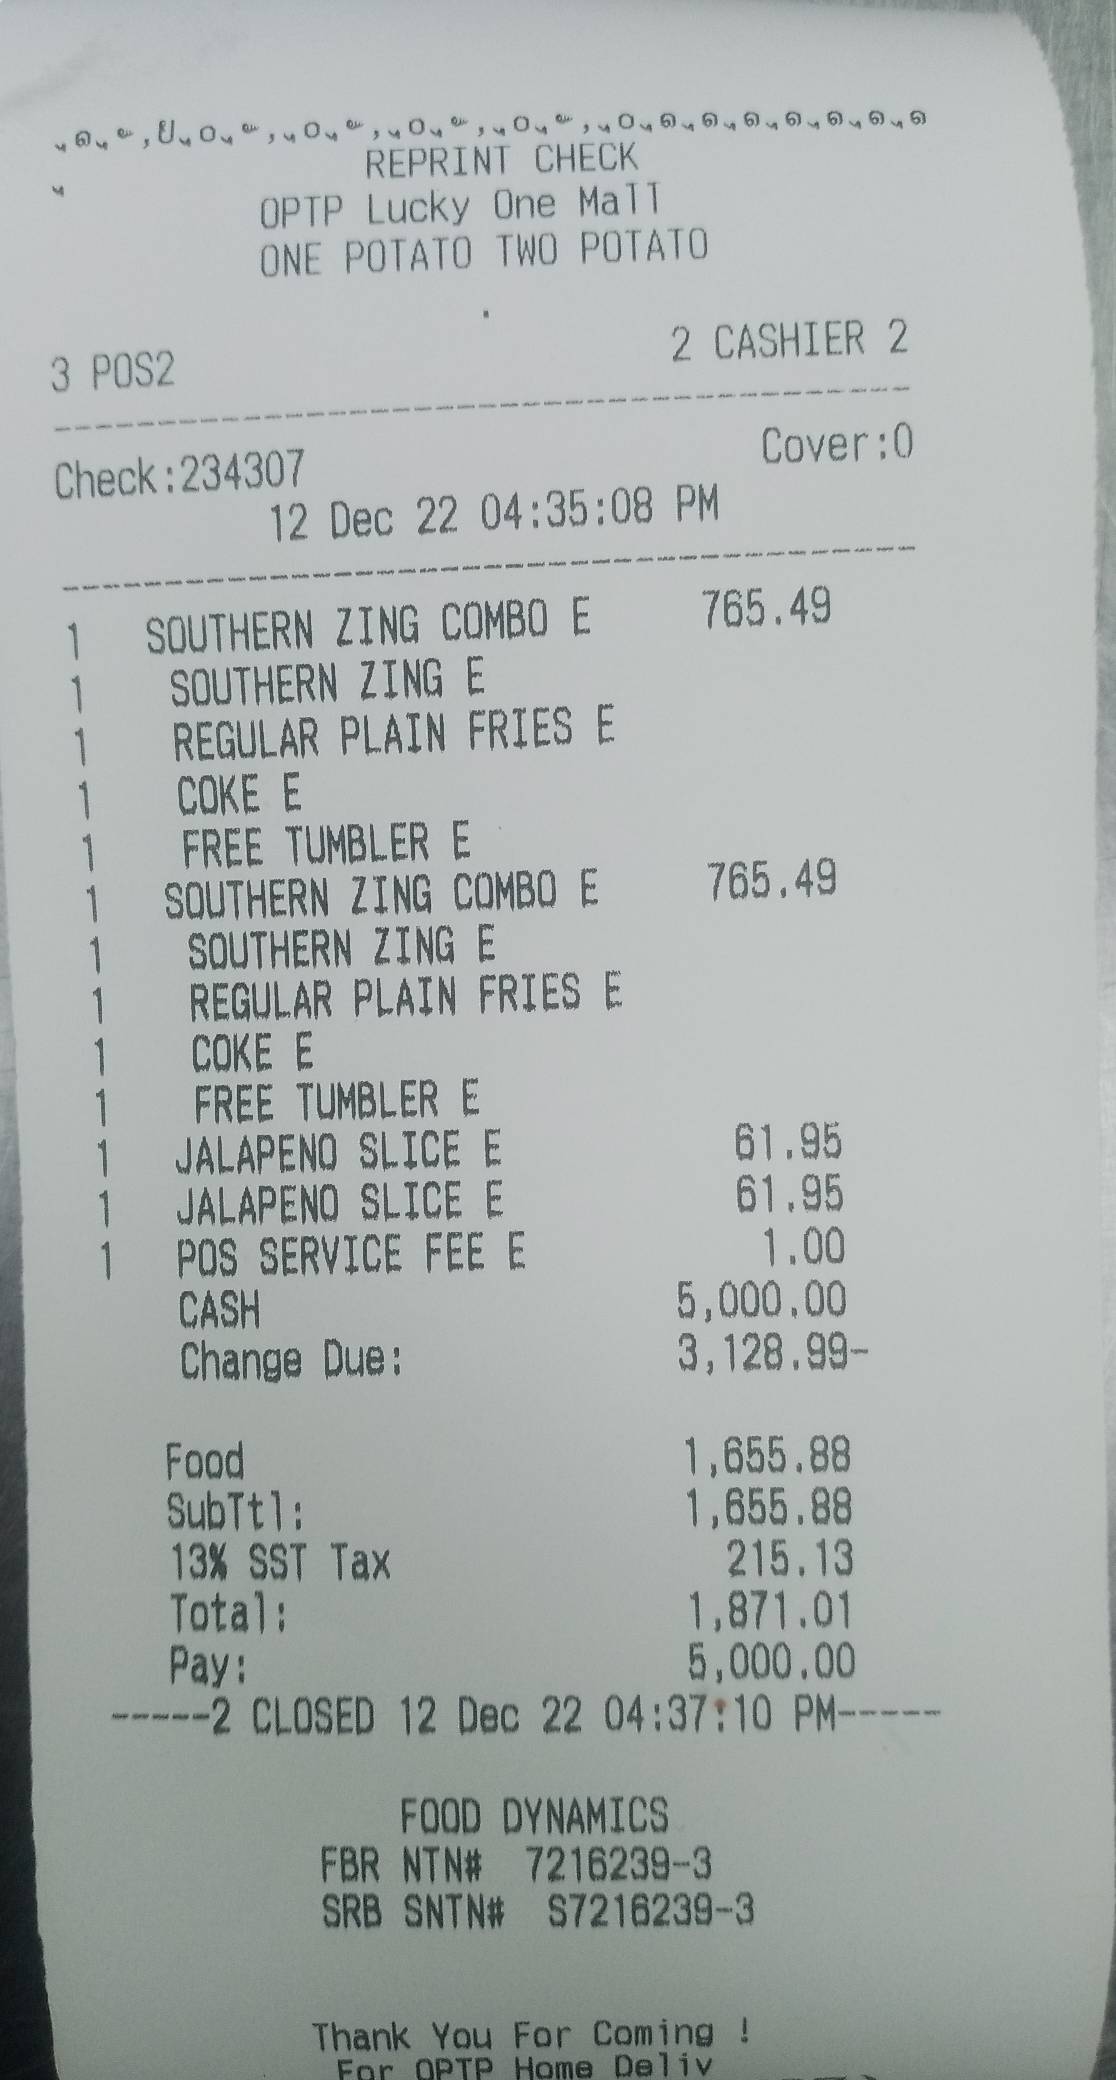 REPRINT CHECK
OPTP Lucky One Mall
ONE POTATO TWO POTATO
3 POS2 2 CASHIER 2
Check:234307 Cover:0
12 Dec 22 04:35:08 PM
1 SOUTHERN ZING COMBO E 765.49
1 SOUTHERN ZING E
1 REGULAR PLAIN FRIES E
1 COKE E
1 FREE TUMBLER E
1 SOUTHERN ZING COMBO E 765.49
1 SOUTHERN ZING E
1 REGULAR PLAIN FRIES E
1 COKE E
1 FREE TUMBLER E
1 JALAPENO SLICE E 61.95
1 JALAPENO SLICE E 61.95
1 POS SERVICE FEE E 1.00
CASH 5,000.00
Change Due: 3,128.99-
Food 1,655.88
SubTtl: 1,655.88
13% SST Tax 215.13
Total: 1,871.01
Pay: 5,000.00
-----2 CLOSED 12 Dec 22 04:37:10 PM-----
FOOD DYNAMICS
FBR NTN# 7216239-3
SRB SNTN# S7216239-3
Thank You For Coming !
For OPTP Home Deliv